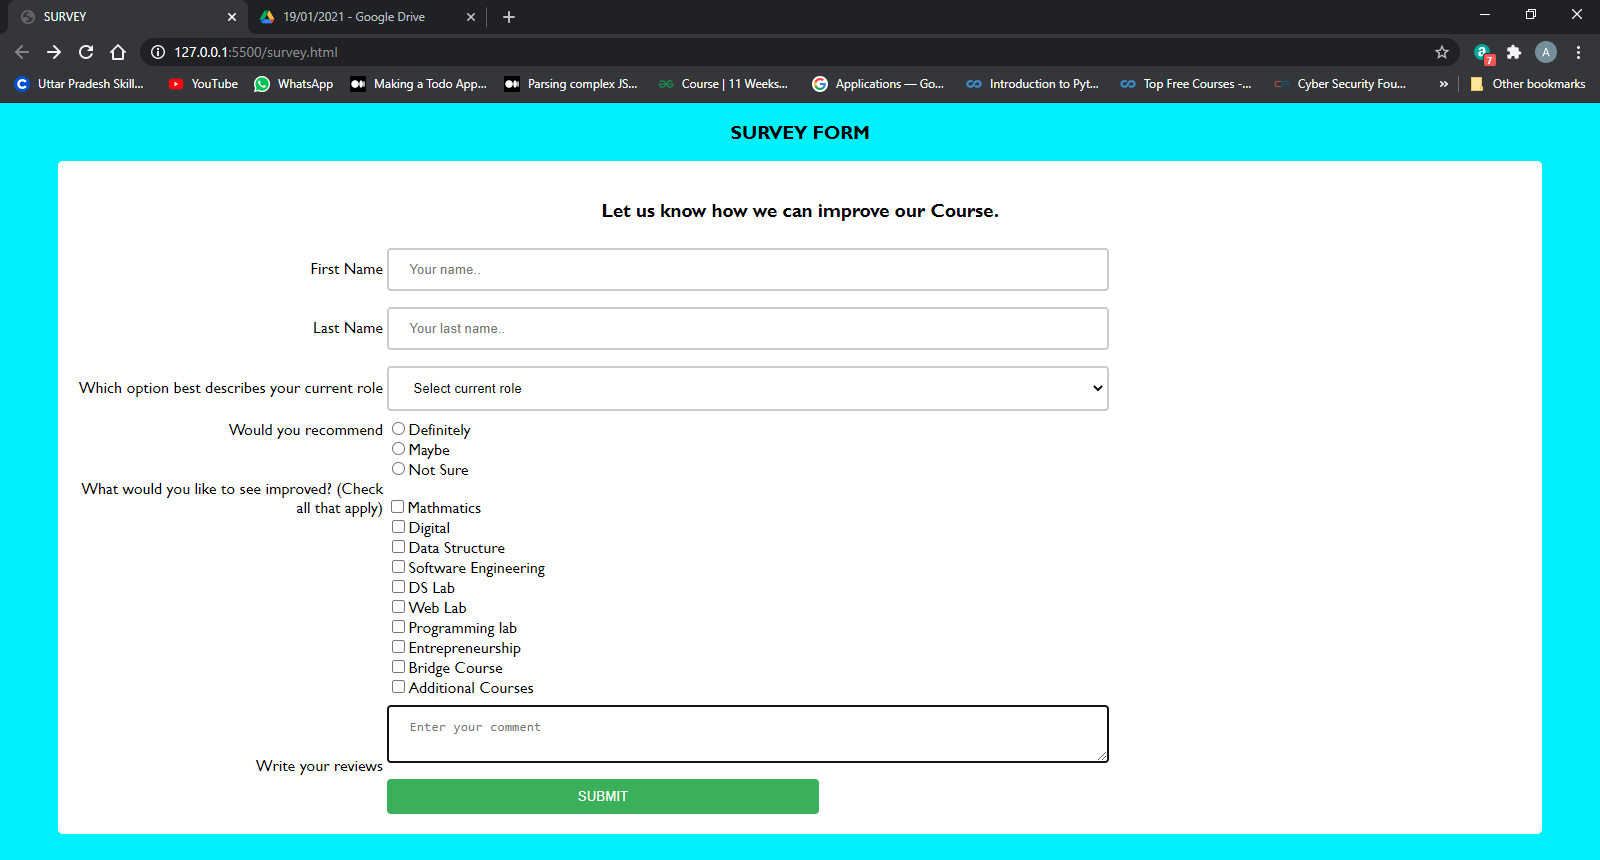 SURVEY
19/01/2021 - Google Drive
127.0.0.1:5500/survey.html
A
7
Uttar Pradesh Skill...
YouTube
WhatsApp
Making a Todo App...
Parsing complex JS...
Course | 11 Weeks...
Applications — Go...
Introduction to Pyt...
Top Free Courses -...
Cyber Security Fou...
»
Other bookmarks
SURVEY FORM
Let us know how we can improve our Course.
First Name
Your name..
Last Name
Your last name..
Which option best describes your current role
Select current role
Would you recommend
Definitely
Maybe
Not Sure
What would you like to see improved? (Check
all that apply)
Mathmatics
Digital
Data Structure
Software Engineering
DS Lab
Web Lab
Programming lab
Entrepreneurship
Bridge Course
Additional Courses
Write your reviews
Enter your comment
SUBMIT